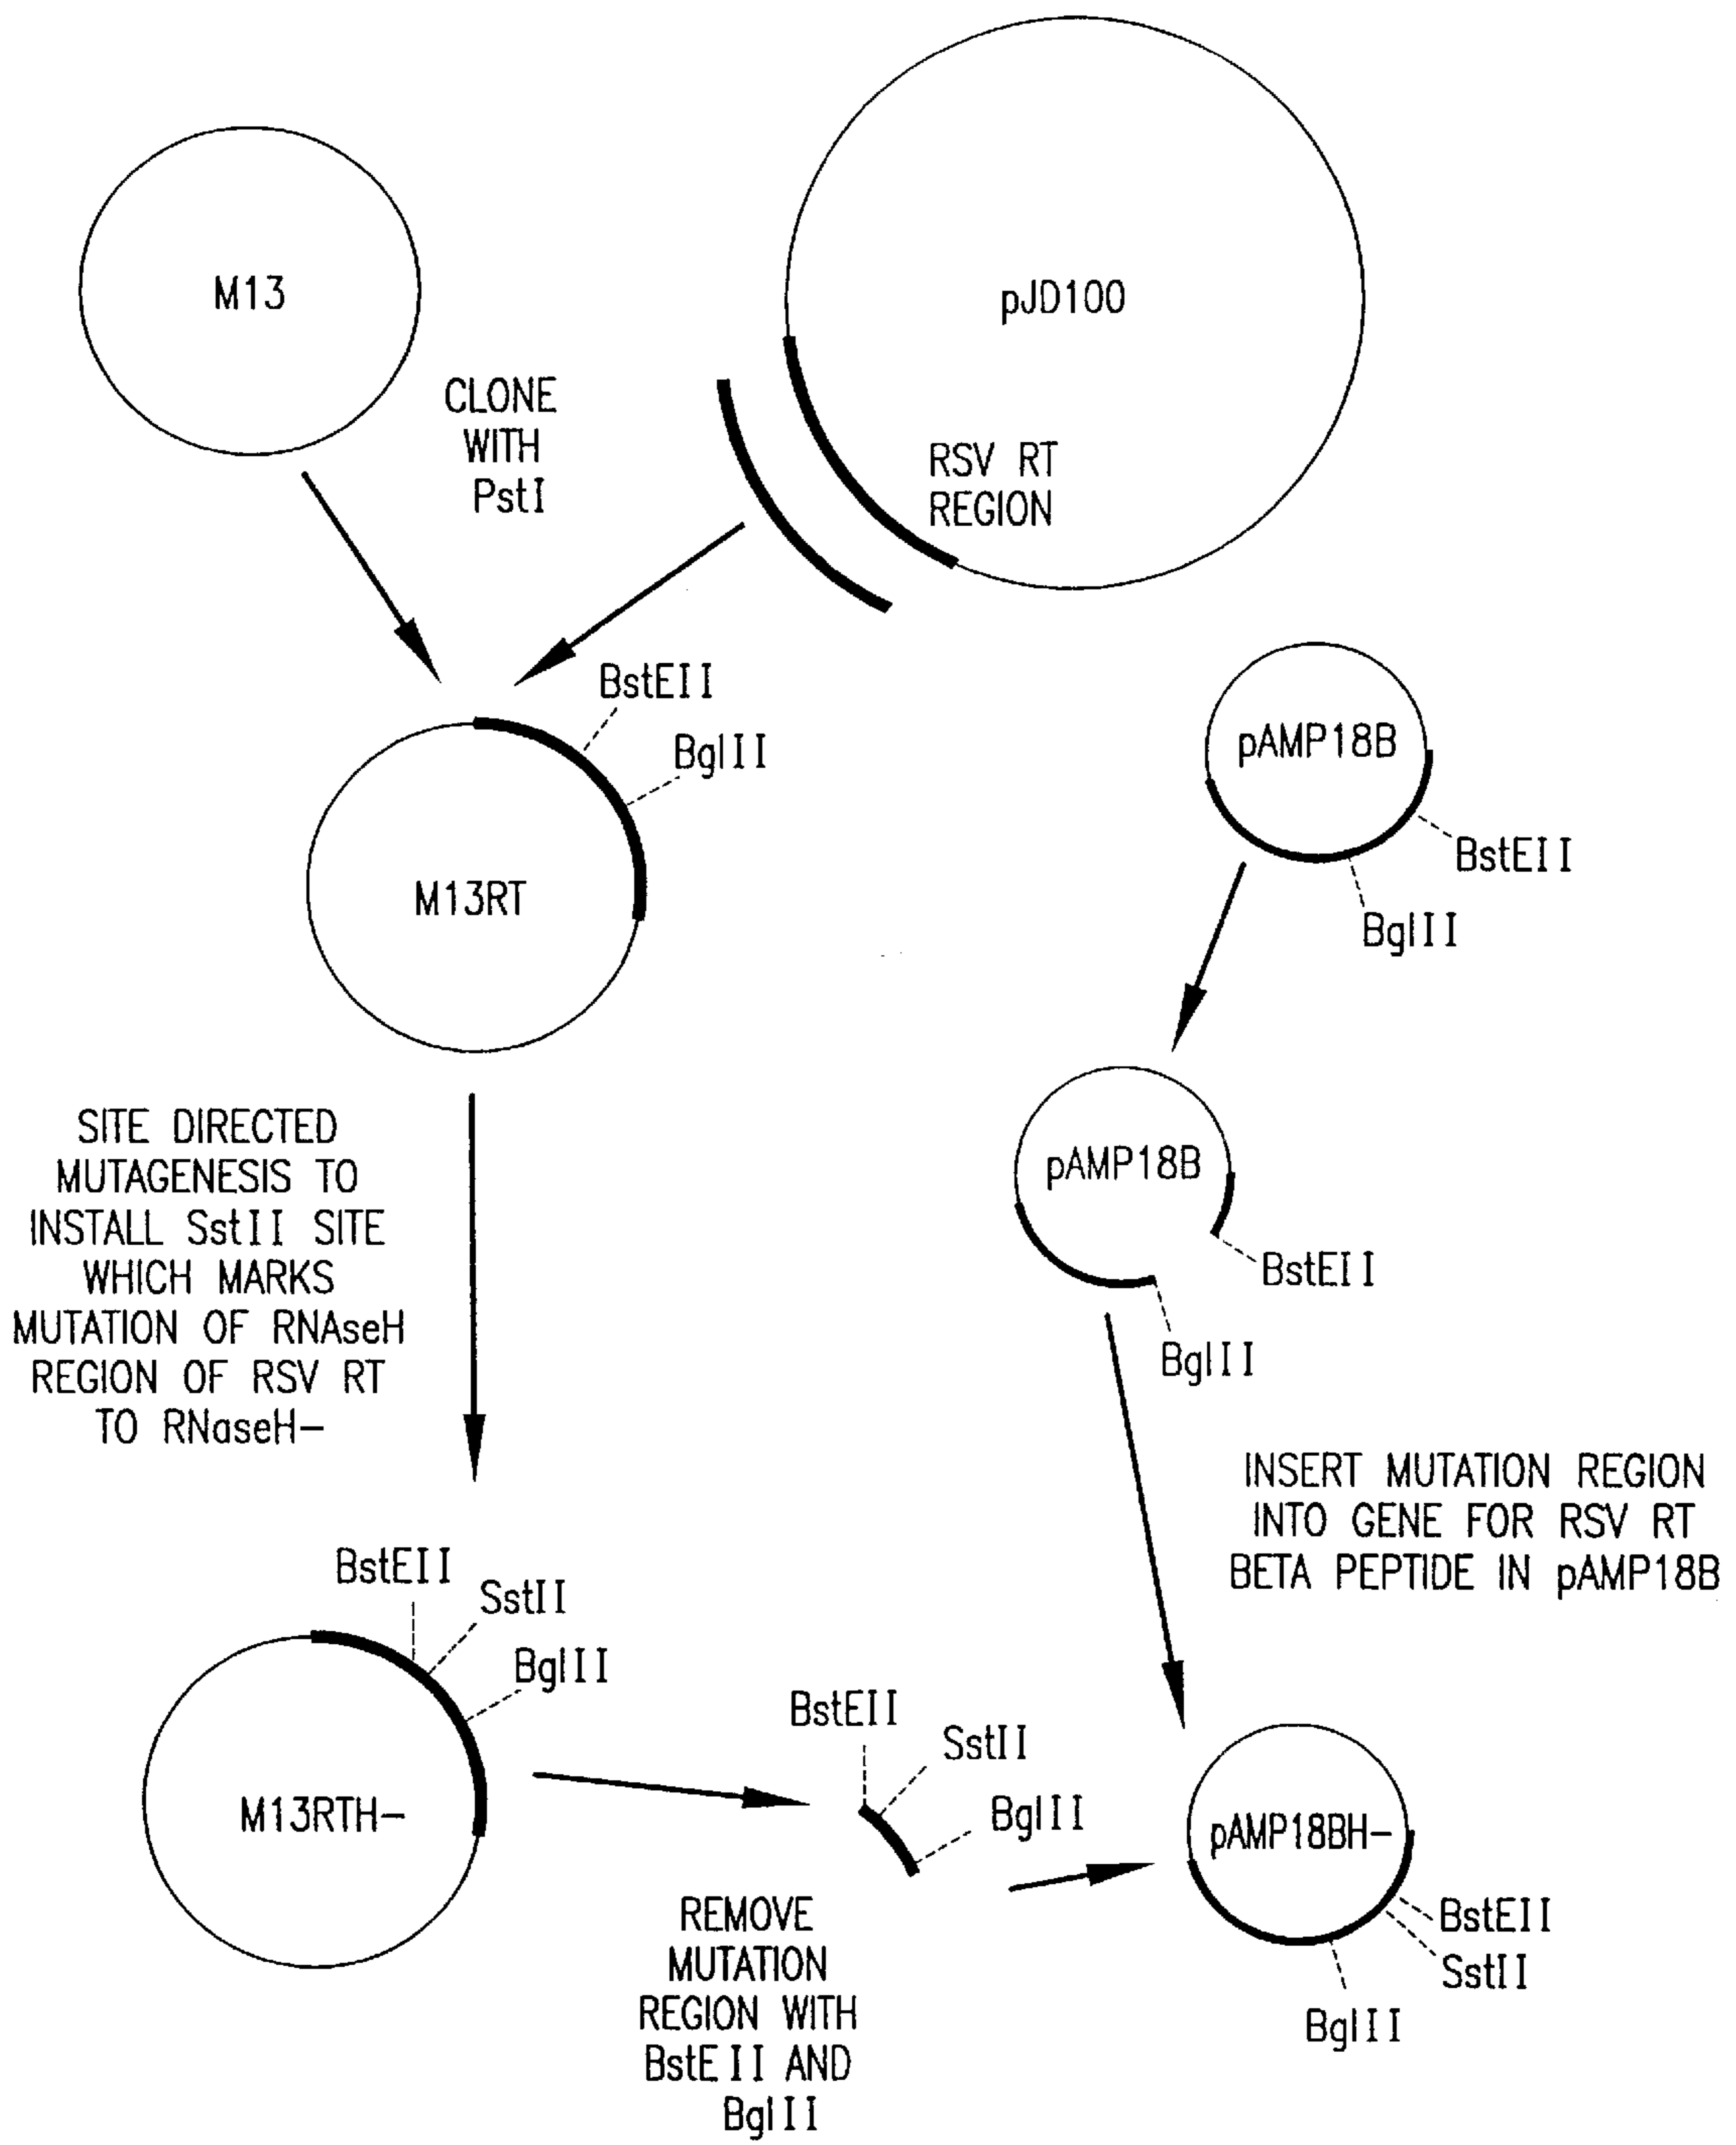 M13
pJD100
CLONE
WITH
PstI
RSV RT
REGION
BstEII
BglII
M13RT
pAMP18B
BstEII
BglII
pAMP18B
BstEII
BglII
SITE DIRECTED
MUTAGENESIS TO
INSTALL SstII SITE
WHICH MARKS
MUTATION OF RNAseH
REGION OF RSV RT
TO RNaseH-
INSERT MUTATION REGION
INTO GENE FOR RSV RT
BETA PEPTIDE IN pAMP18B
BstEII
SstII
BglII
M13RTH-
BstEII
SstII
BglII
REMOVE
MUTATION
REGION WITH
BstE II AND
BglII
pAMP18BH-
BstEII
SstII
BglII